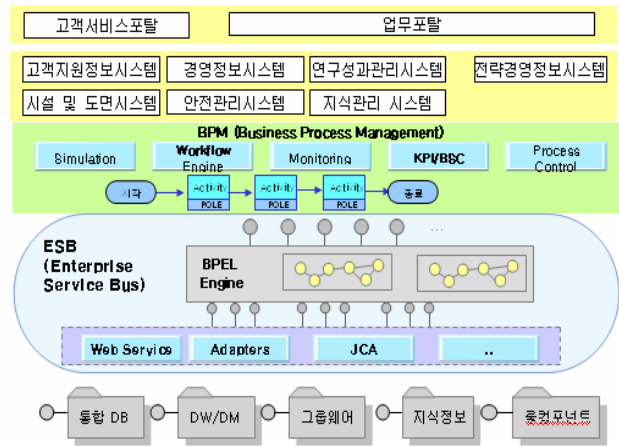 고객서비스포탈
업무포탈
고객지원정보시스템
경영정보시스템
연구성과관리시스템
전략경영정보시스템
시설 및 도면시스템
안전관리시스템
지식관리 시스템
BPM (Business Process Management)
Simulation
Workflow
Engine
Monitoring
KPI/BSC
Process
Control
시작
Activity
POLE
Activity
POLE
Activity
POLE
종료
ESB
(Enterprise
Service Bus)
...
BPEL
Engine
Web Service
Adapters
JCA
..
통합 DB
DW/DM
그룹웨어
지식정보
룰컴포넌트